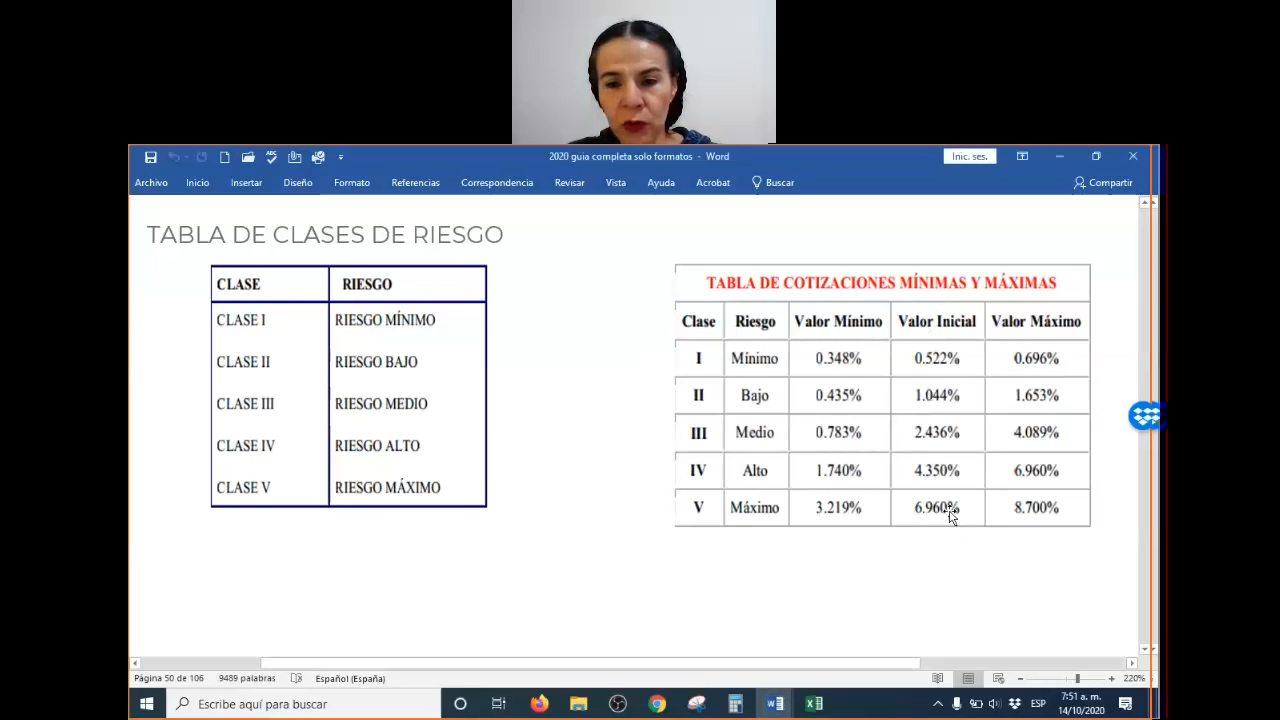 2020 guia completa solo formatos - Word
Inic. ses.
Archivo Inicio Insertar Diseño Formato Referencias Correspondencia Revisar Vista Ayuda Acrobat Buscar Compartir
TABLA DE CLASES DE RIESGO
CLASE RIESGO
CLASE I RIESGO MÍNIMO
CLASE II RIESGO BAJO
CLASE III RIESGO MEDIO
CLASE IV RIESGO ALTO
CLASE V RIESGO MÁXIMO
TABLA DE COTIZACIONES MÍNIMAS Y MÁXIMAS
Clase Riesgo Valor Mínimo Valor Inicial Valor Máximo
I Mínimo 0.348% 0.522% 0.696%
II Bajo 0.435% 1.044% 1.653%
III Medio 0.783% 2.436% 4.089%
IV Alto 1.740% 4.350% 6.960%
V Máximo 3.219% 6.960% 8.700%
Página 50 de 106 9489 palabras Español (España) 220%
Escribe aquí para buscar
ESP
7:51 a. m.
14/10/2020